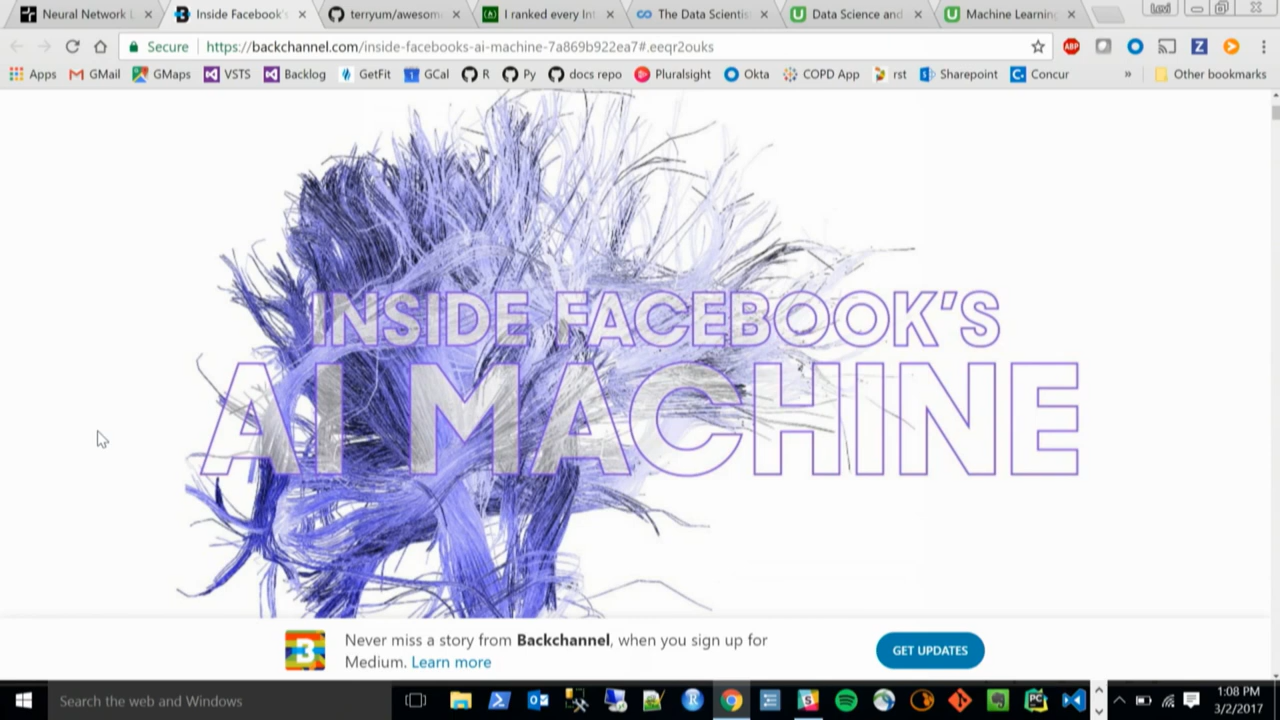 Neural Network L
Inside Facebook's
terryum/awesom
I ranked every Int
The Data Scientis
Data Science and
Machine Learning
Levi
Secure
https://backchannel.com/inside-facebooks-ai-machine-7a869b922ea7#.eeqr2ouks
ABP
Z
Apps
GMail
GMaps
VSTS
Backlog
GetFit
GCal
R
Py
docs repo
Pluralsight
Okta
COPD App
rst
Sharepoint
Concur
»
Other bookmarks
INSIDE FACEBOOK'S
AI MACHINE
Never miss a story from Backchannel, when you sign up for
Medium. Learn more
GET UPDATES
Search the web and Windows
1:08 PM
3/2/2017